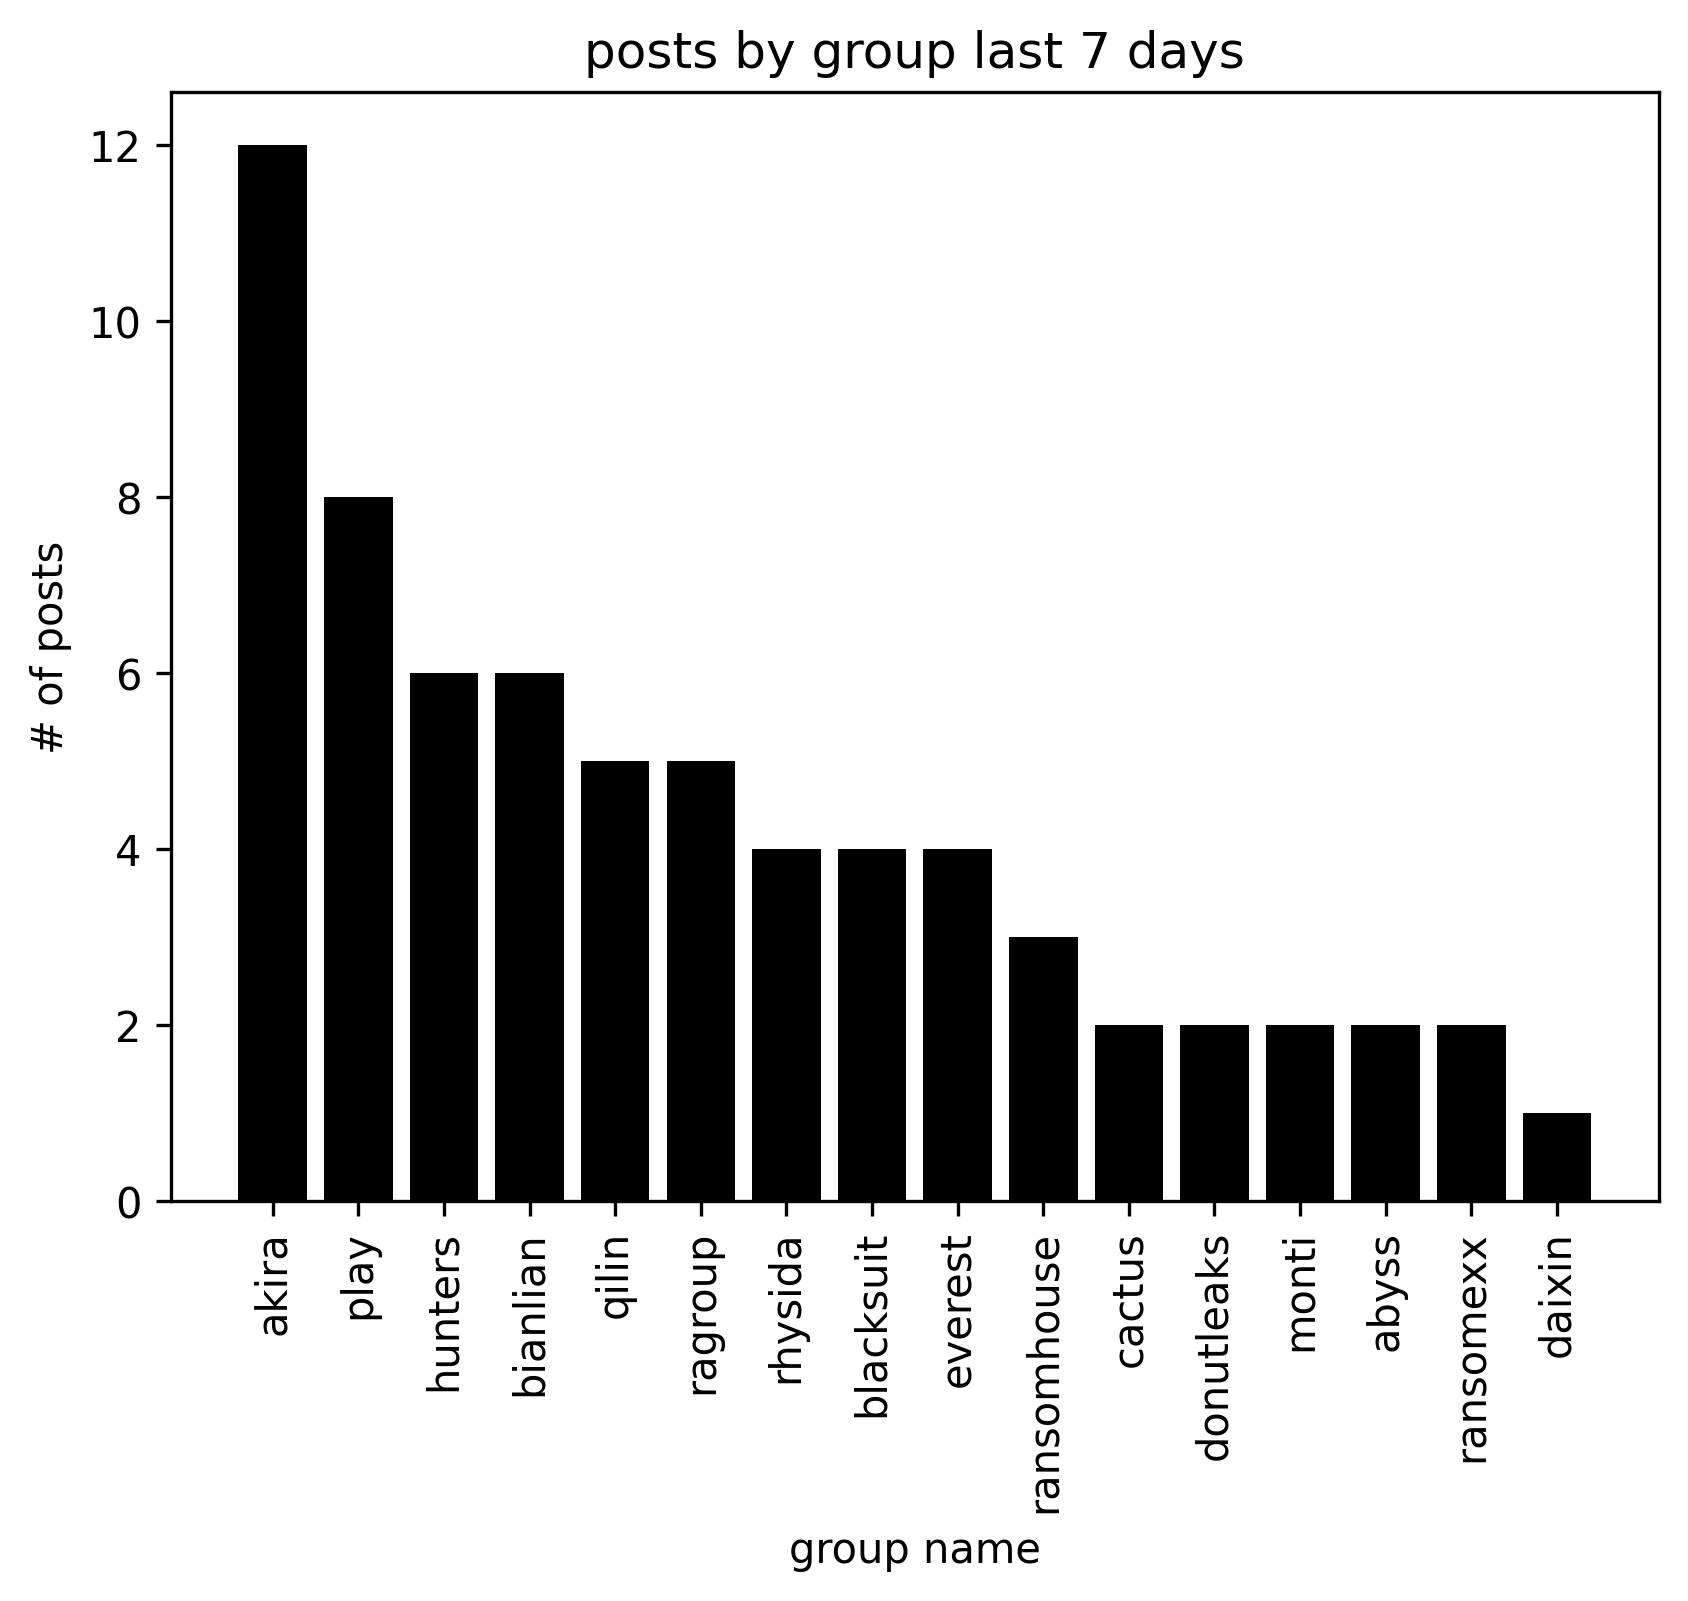 posts by group last 7 days
12
10
8
6
4
2
0
# of posts
akira
play
hunters
bianlian
qilin
ragroup
rhysida
blacksuit
everest
ransomhouse
cactus
donutleaks
monti
abyss
ransomexx
daixin
group name